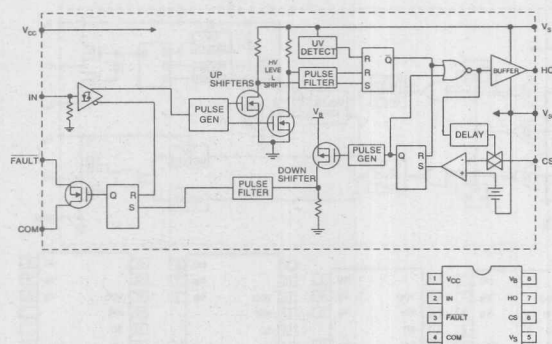 VCC
VB
UV
DETECT
R Q
R
S
HV
LEVE
L
SHIFT
UP
SHIFTERS
PULSE
FILTER
BUFFER
HO
IN
PULSE
GEN
VB
DELAY
VS
FAULT
DOWN
SHIFTER
PULSE
GEN
Q R
S
CS
Q R
S
PULSE
FILTER
COM
1 VCC VB 8
2 IN HO 7
3 FAULT CS 6
4 COM VS 5